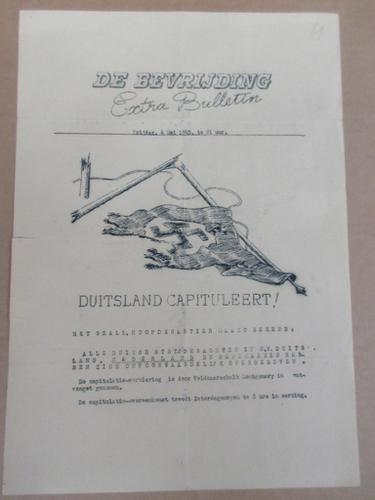 DE BEVRIJDING
Extra Bulletin
Vrijdag, 4 Mei 1945. te 21 uur.
DUITSLAND CAPITULEERT!
HET GEALL. HOOFDKWARTIER MAAKT BEKEND:
ALLE DUITSE STRIJDKRACHTEN IN N.W. DUITS-
LAND, NEDERLAND EN DENEMARKEN HEB-
BEN ZICH ONVOORWAARDELIJK OVERGEGEVEN.
De capitulatie-verklaring is door Veldmaarschalk Montgomery in ont-
vangst genomen.
De capitulatie-overeenkomst treedt Zaterdagmorgen te 8 ure in werking.